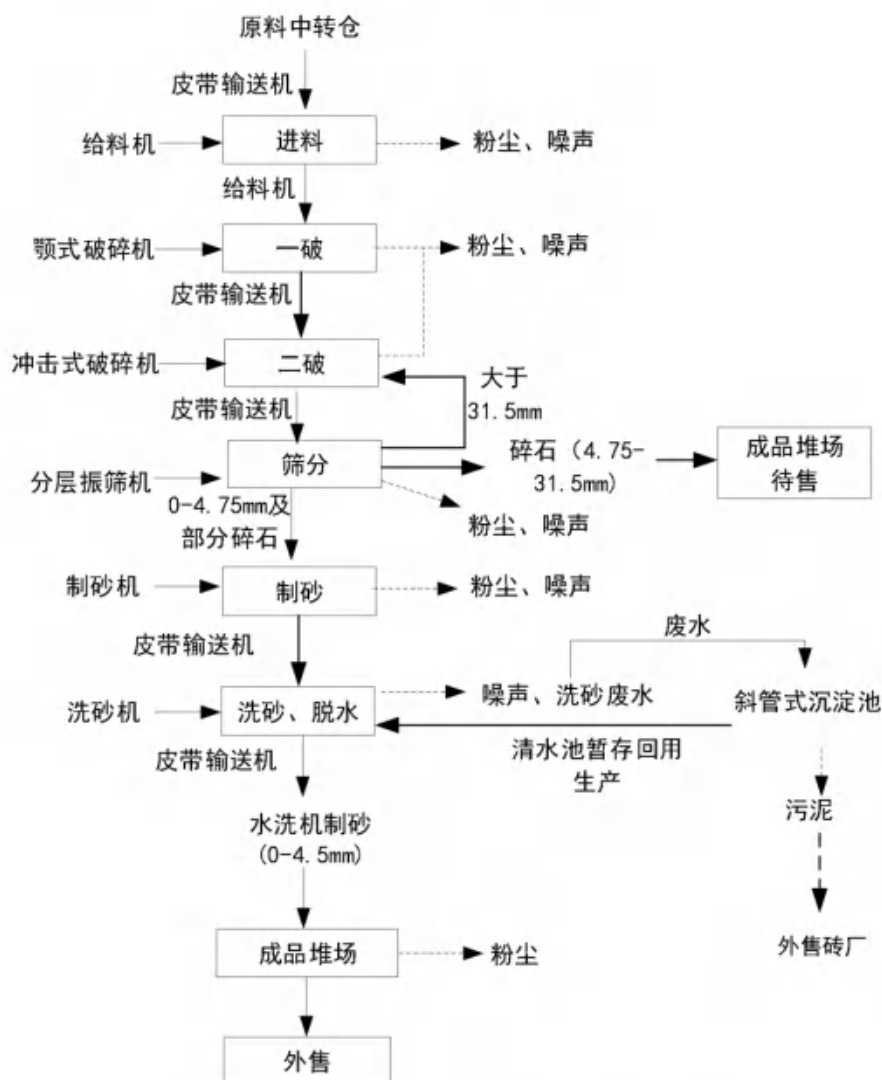 原料中转仓
皮带输送机
给料机
进料
粉尘、噪声
给料机
颚式破碎机
一破
粉尘、噪声
皮带输送机
冲击式破碎机
二破
大于
31.5mm
皮带输送机
分层振筛机
筛分
碎石（4.75-
31.5mm)
成品堆场
待售
0-4.75mm及
部分碎石
粉尘、噪声
制砂机
制砂
粉尘、噪声
皮带输送机
废水
洗砂机
洗砂、脱水
噪声、洗砂废水
斜管式沉淀池
皮带输送机
清水池暂存回用
生产
水洗机制砂
(0-4.5mm)
污泥
成品堆场
粉尘
外售砖厂
外售